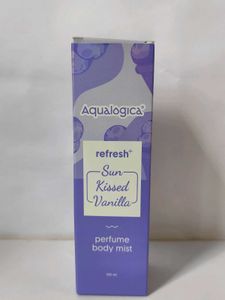 Aqualogica®
refresh+
Sun
Kissed
Vanilla
perfume
body mist